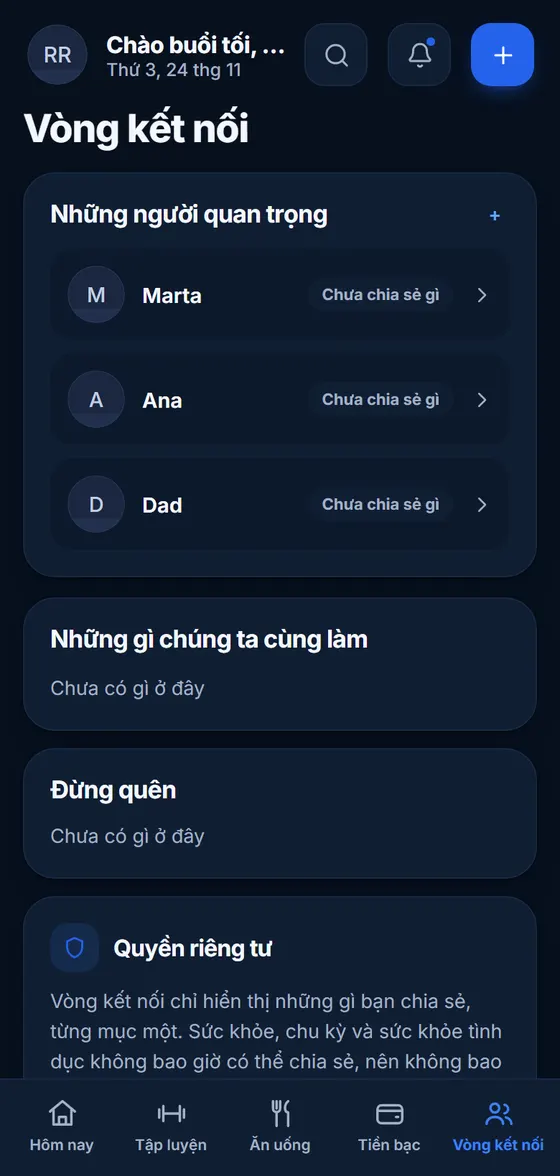 RR
Chào buổi tối, ...
Thứ 3, 24 thg 11
Vòng kết nối
Những người quan trọng
+
M
Marta
Chưa chia sẻ gì
A
Ana
Chưa chia sẻ gì
D
Dad
Chưa chia sẻ gì
Những gì chúng ta cùng làm
Chưa có gì ở đây
Đừng quên
Chưa có gì ở đây
Quyền riêng tư
Vòng kết nối chỉ hiển thị những gì bạn chia sẻ,
từng mục một. Sức khỏe, chu kỳ và sức khỏe tình
dục không bao giờ có thể chia sẻ, nên không bao
Hôm nay
Tập luyện
Ăn uống
Tiền bạc
Vòng kết nối